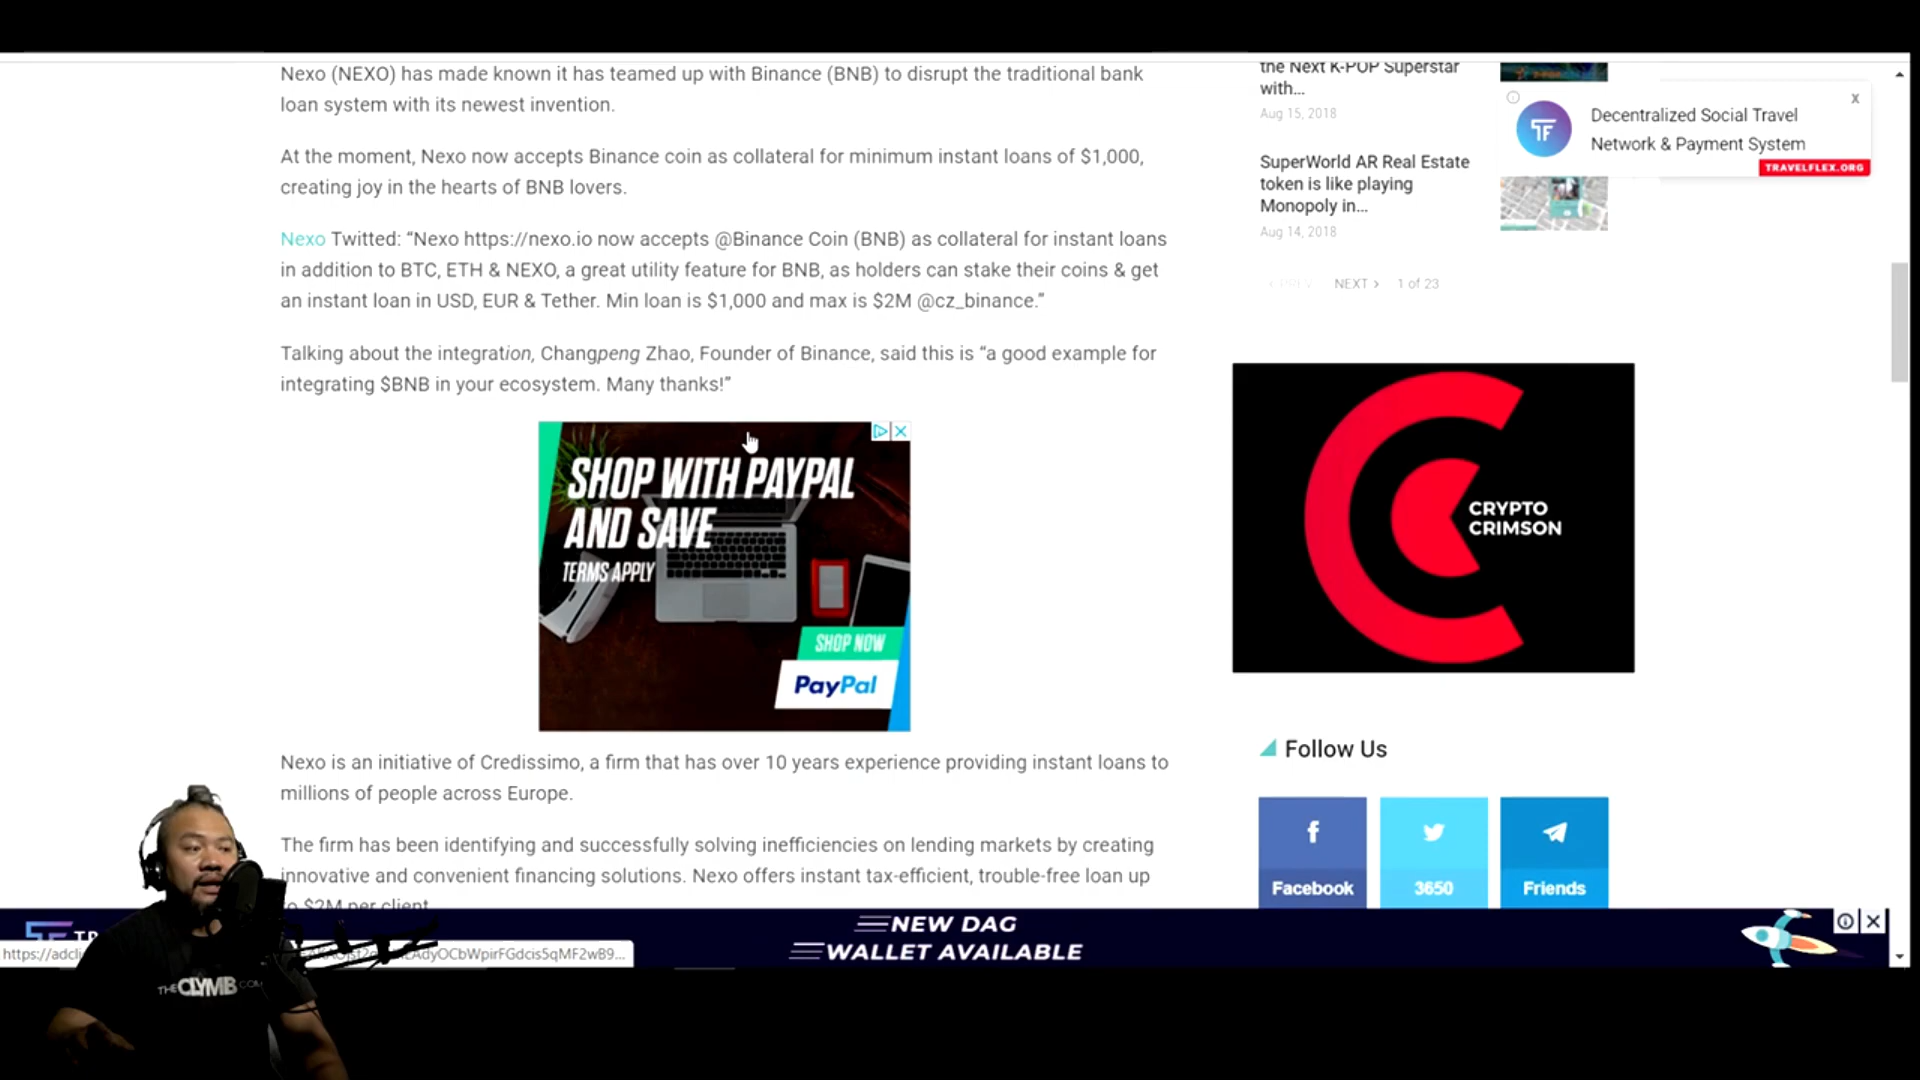 Nexo (NEXO) has made known it has teamed up with Binance (BNB) to disrupt the traditional bank
loan system with its newest invention.
At the moment, Nexo now accepts Binance coin as collateral for minimum instant loans of $1,000,
creating joy in the hearts of BNB lovers.
Nexo Twitted: “Nexo https://nexo.io now accepts @Binance Coin (BNB) as collateral for instant loans
in addition to BTC, ETH & NEXO, a great utility feature for BNB, as holders can stake their coins & get
an instant loan in USD, EUR & Tether. Min loan is $1,000 and max is $2M @cz_binance.”
Talking about the integration, Changpeng Zhao, Founder of Binance, said this is “a good example for
integrating $BNB in your ecosystem. Many thanks!”
SHOP WITH PAYPAL
AND SAVE
TERMS APPLY
SHOP NOW
PayPal
Nexo is an initiative of Credissimo, a firm that has over 10 years experience providing instant loans to
millions of people across Europe.
The firm has been identifying and successfully solving inefficiencies on lending markets by creating
innovative and convenient financing solutions. Nexo offers instant tax-efficient, trouble-free loan up
to $2M per client
the Next K-POP Superstar
with...
Aug 15, 2018
SuperWorld AR Real Estate
token is like playing
Monopoly in...
Aug 14, 2018
PREV NEXT 1 of 23
X
Decentralized Social Travel
Network & Payment System
TRAVELFLEX.ORG
CRYPTO
CRIMSON
Follow Us
Facebook
3650
Friends
NEW DAG
WALLET AVAILABLE
https://adcli
THECLYMB.COM